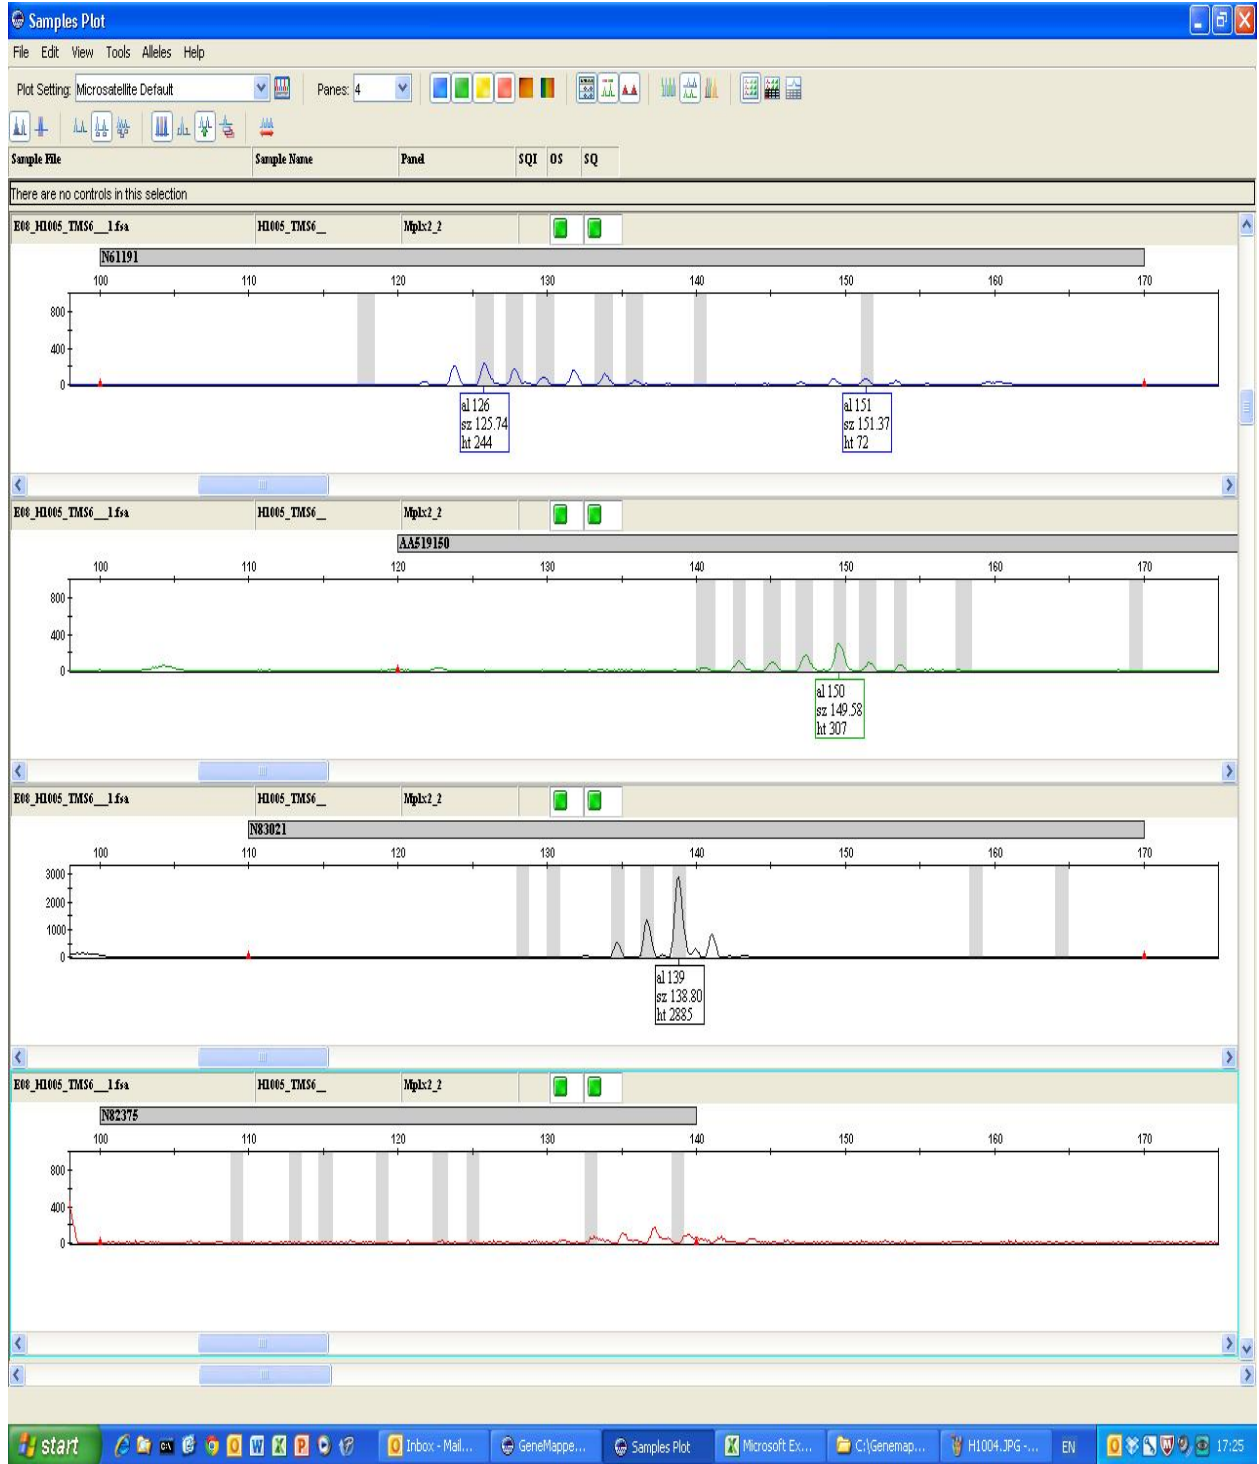 Samples Plot
File Edit View Tools Alleles Help
Plot Setting: Microsatellite Default Panes: 4
Sample File Sample Name Panel SQI OS SQ
There are no controls in this selection
E08_H1005_TMS6__1.fsa H1005_TMS6__ Mplx2_2
N61191
100 110 120 130 140 150 160 170
800
400
0
al 126 al 151
sz 125.74 sz 151.37
ht 244 ht 72
E08_H1005_TMS6__1.fsa H1005_TMS6__ Mplx2_2
AA519150
100 110 120 130 140 150 160 170
800
400
0
al 150
sz 149.58
ht 307
E08_H1005_TMS6__1.fsa H1005_TMS6__ Mplx2_2
N83021
100 110 120 130 140 150 160 170
3000
2000
1000
0
al 139
sz 138.80
ht 2885
E08_H1005_TMS6__1.fsa H1005_TMS6__ Mplx2_2
N82375
100 110 120 130 140 150 160 170
800
400
0
start Inbox - Mail... GeneMappe... Samples Plot Microsoft Ex... C:\Genemap... H1004.JPG -... EN 17:25